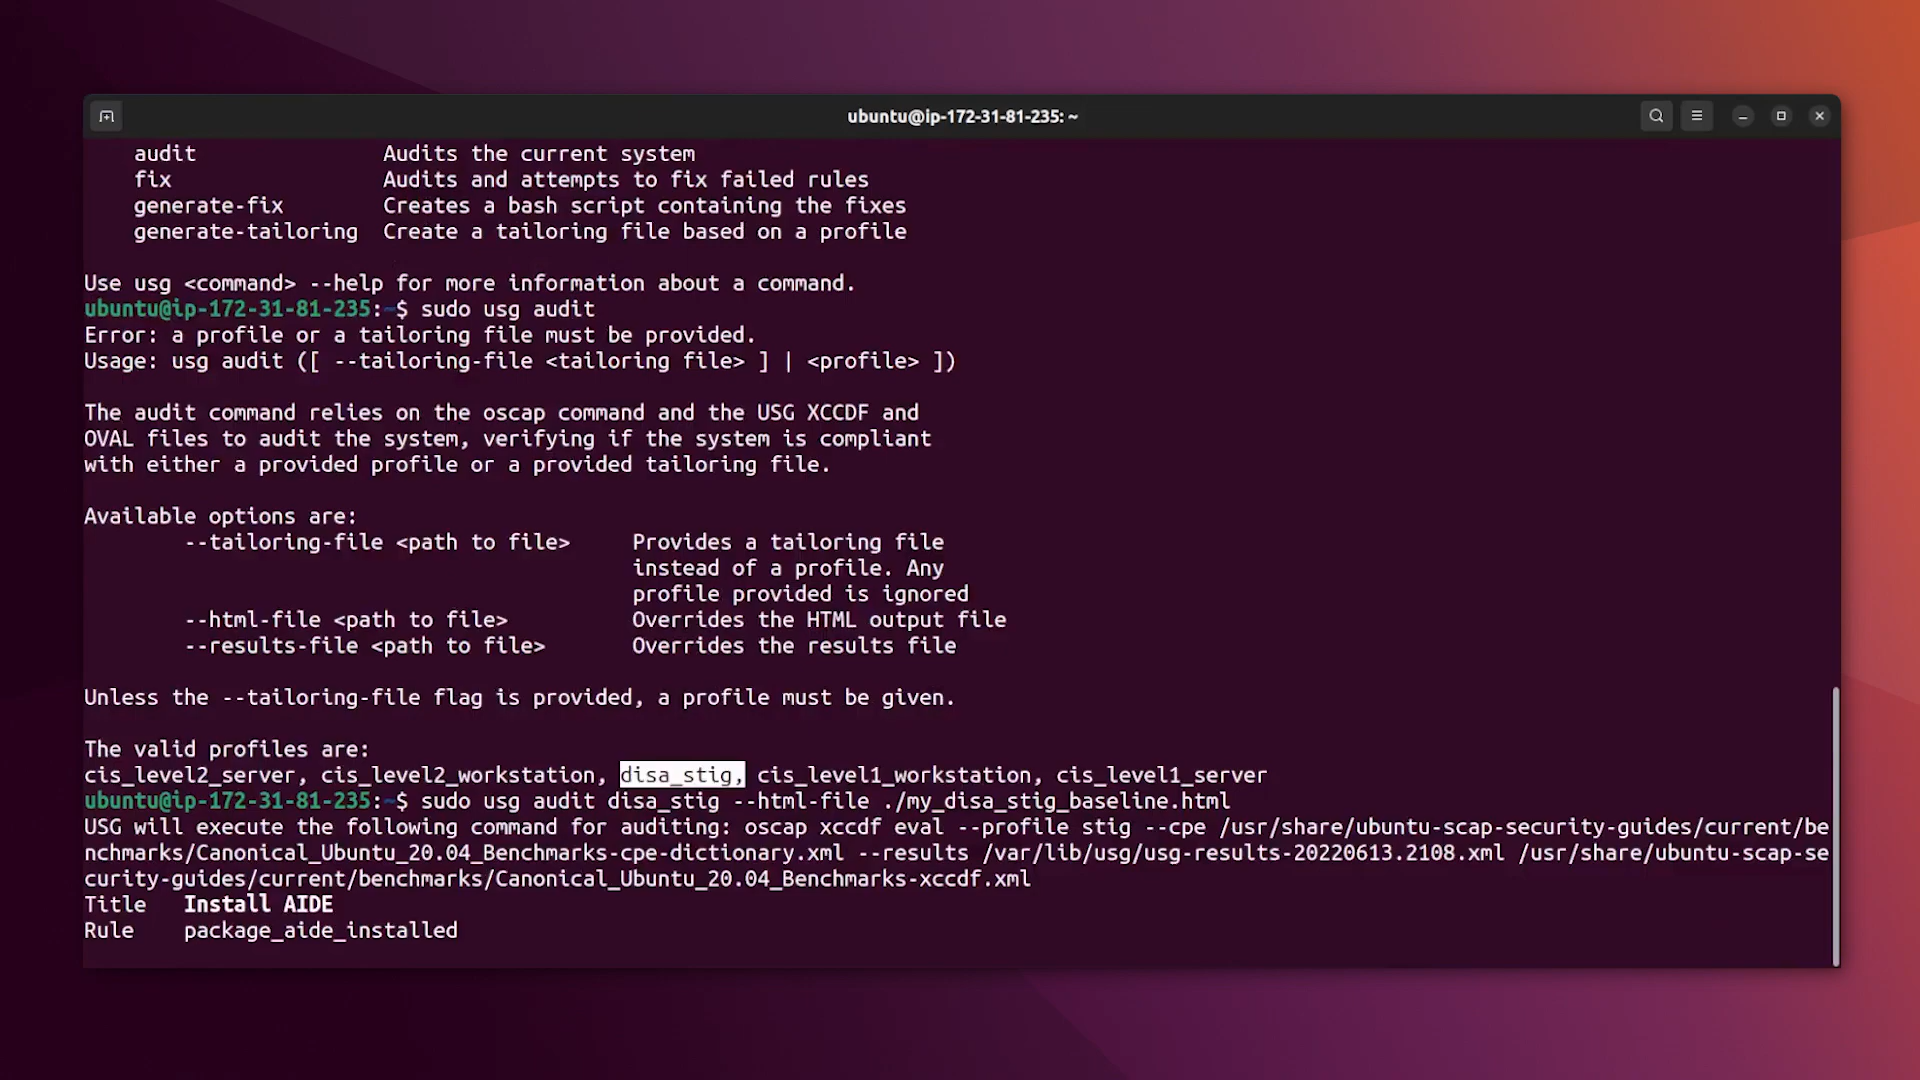 ubuntu@ip-172-31-81-235: ~
audit Audits the current system
fix Audits and attempts to fix failed rules
generate-fix Creates a bash script containing the fixes
generate-tailoring Create a tailoring file based on a profile
Use usg <command> --help for more information about a command.
ubuntu@ip-172-31-81-235:~$ sudo usg audit
Error: a profile or a tailoring file must be provided.
Usage: usg audit ([ --tailoring-file <tailoring file> ] | <profile> ])
The audit command relies on the oscap command and the USG XCCDF and
OVAL files to audit the system, verifying if the system is compliant
with either a provided profile or a provided tailoring file.
Available options are:
--tailoring-file <path to file> Provides a tailoring file
instead of a profile. Any
profile provided is ignored
--html-file <path to file> Overrides the HTML output file
--results-file <path to file> Overrides the results file
Unless the --tailoring-file flag is provided, a profile must be given.
The valid profiles are:
cis_level2_server, cis_level2_workstation, disa_stig, cis_level1_workstation, cis_level1_server
ubuntu@ip-172-31-81-235:~$ sudo usg audit disa_stig --html-file ./my_disa_stig_baseline.html
USG will execute the following command for auditing: oscap xccdf eval --profile stig --cpe /usr/share/ubuntu-scap-security-guides/current/be
nchmarks/Canonical_Ubuntu_20.04_Benchmarks-cpe-dictionary.xml --results /var/lib/usg/usg-results-20220613.2108.xml /usr/share/ubuntu-scap-se
curity-guides/current/benchmarks/Canonical_Ubuntu_20.04_Benchmarks-xccdf.xml
Title Install AIDE
Rule package_aide_installed